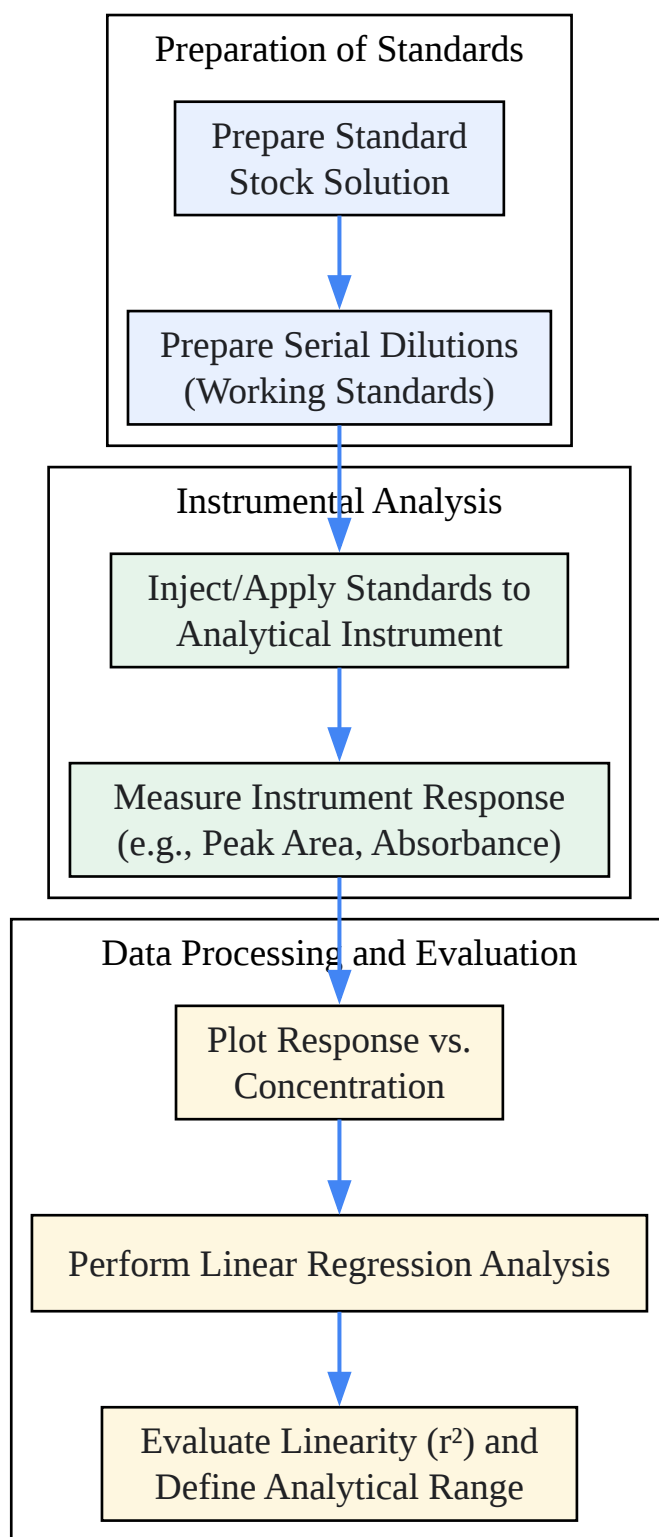 Preparation of Standards
Prepare Standard
Stock Solution
Prepare Serial Dilutions
(Working Standards)
Instrumental Analysis
Inject/Apply Standards to
Analytical Instrument
Measure Instrument Response
(e.g., Peak Area, Absorbance)
Data Processing and Evaluation
Plot Response vs.
Concentration
Perform Linear Regression Analysis
Evaluate Linearity (r²) and
Define Analytical Range